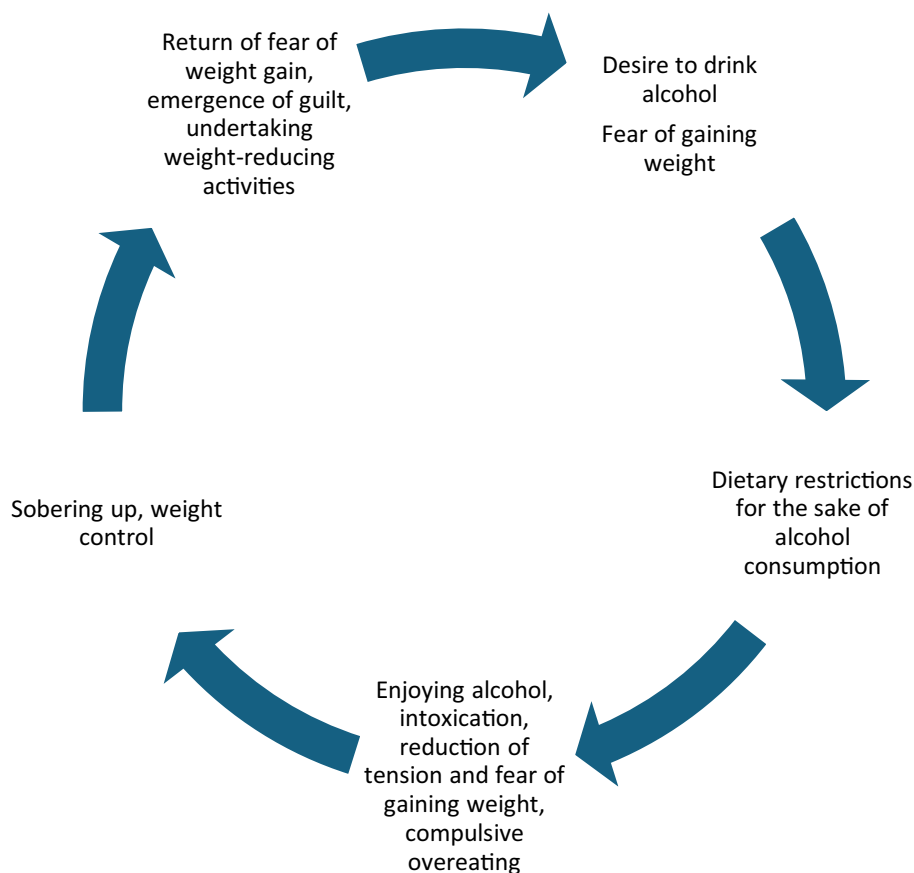 Return of fear of
weight gain,
emergence of guilt,
undertaking
weight-reducing
activities
Desire to drink
alcohol
Fear of gaining
weight
Dietary restrictions
for the sake of
alcohol
consumption
Enjoying alcohol,
intoxication,
reduction of
tension and fear of
gaining weight,
compulsive
overeating
Sobering up, weight
control